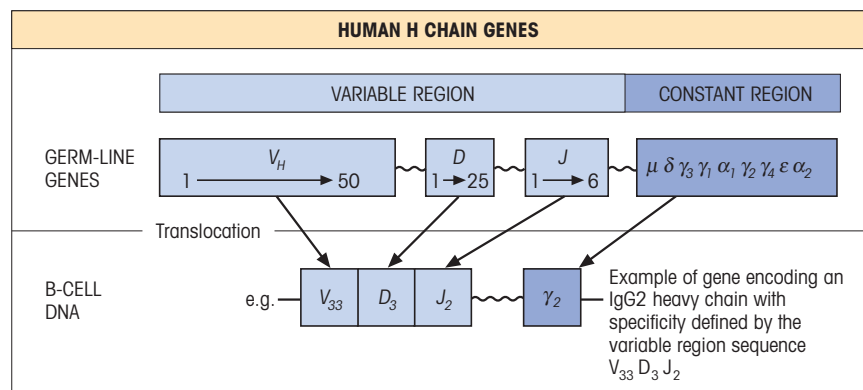 HUMAN H CHAIN GENES
VARIABLE REGION
CONSTANT REGION
GERM-LINE
GENES
V_H
1 → 50
D
1 → 25
J
1 → 6
μ δ γ₃ γ₁ α₁ γ₂ γ₄ ε α₂
Translocation
B-CELL
DNA
e.g.
V₃₃
D₃
J₂
γ₂
Example of gene encoding an
IgG2 heavy chain with
specificity defined by the
variable region sequence
V₃₃ D₃ J₂